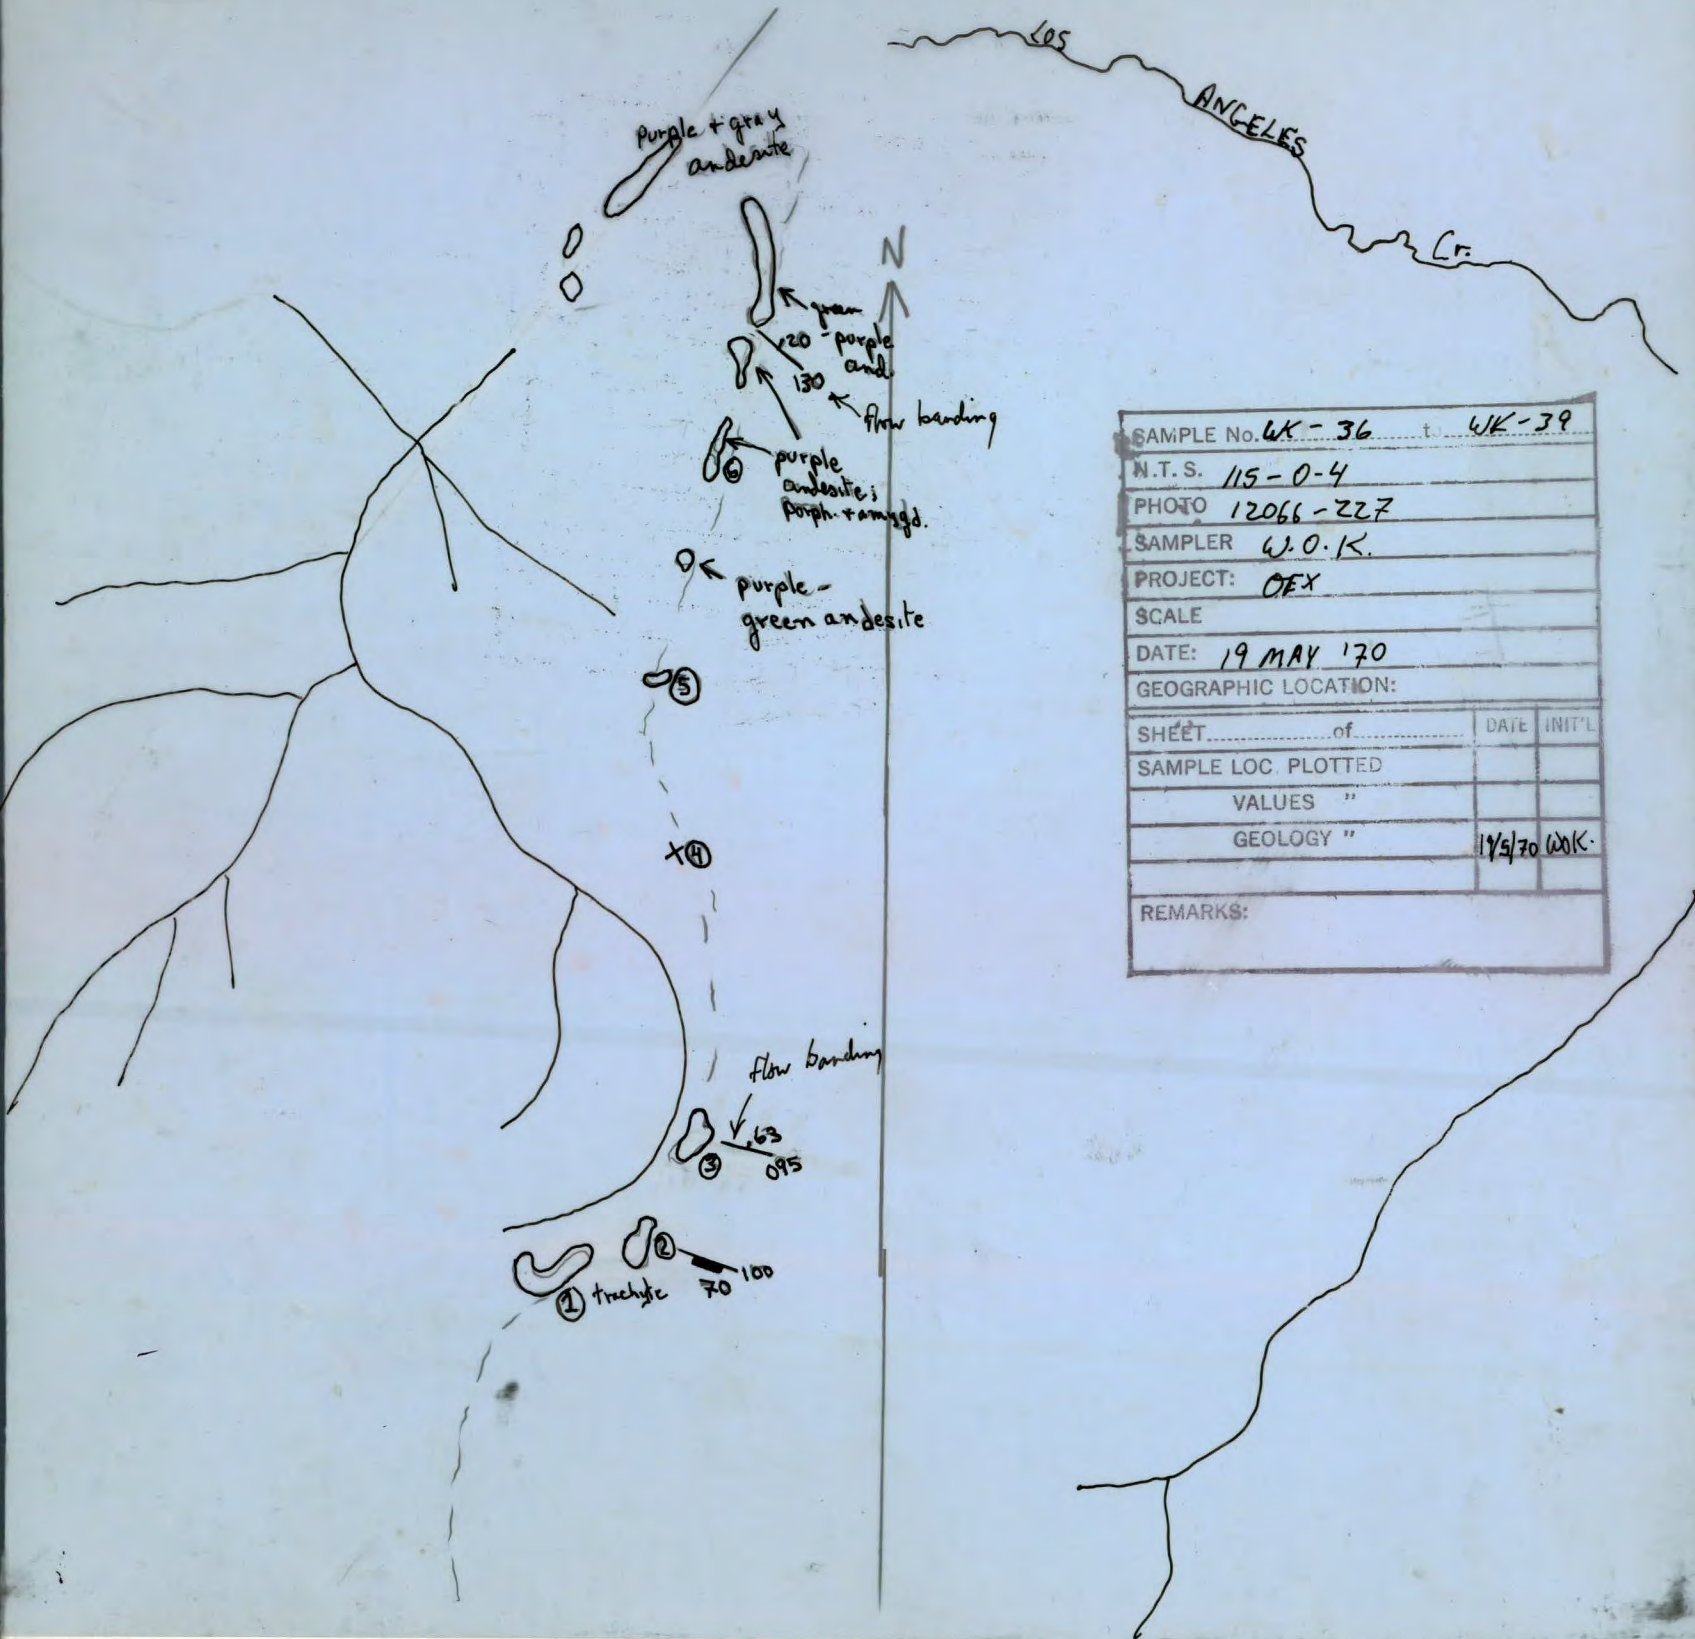 LOS
ANGELES
Cr.
purple + gray
andesite
N
green
20 - purple
and.
130
flow banding
6
purple
andesite;
porph. + amygd.
purple -
green andesite
5
4
flow banding
63
3
095
2
100
70
1
trachyte
SAMPLE No. WK - 36 to WK - 39
N.T.S. 115 - O - 4
PHOTO 12066 - 227
SAMPLER W.O.K.
PROJECT: OEX
SCALE
DATE: 19 MAY '70
GEOGRAPHIC LOCATION:
SHEET of DATE INIT'L
SAMPLE LOC. PLOTTED
VALUES "
GEOLOGY " 19/5/70 WOK.
REMARKS: